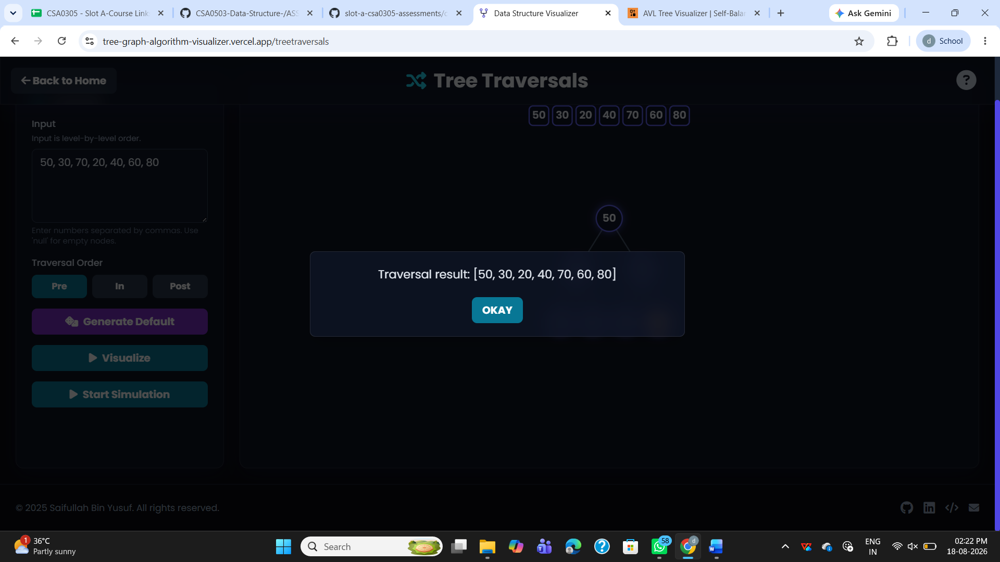 CSA0305 - Slot A-Course Link
CSA0503-Data-Structure-/ASS
slot-a-csa0305-assessments/c
Data Structure Visualizer
AVL Tree Visualizer | Self-Bala
Ask Gemini
tree-graph-algorithm-visualizer.vercel.app/treetraversals
d School
Back to Home
Tree Traversals
?
Input
Input is level-by-level order.
50, 30, 70, 20, 40, 60, 80
Enter numbers separated by commas. Use
'null' for empty nodes.
Traversal Order
Pre In Post
Generate Default
Visualize
Start Simulation
50 30 20 40 70 60 80
50
Traversal result: [50, 30, 20, 40, 70, 60, 80]
OKAY
© 2025 Saifullah Bin Yusuf. All rights reserved.
1
36°C
Partly sunny
Search
58
d
ENG
IN
02:22 PM
18-08-2026